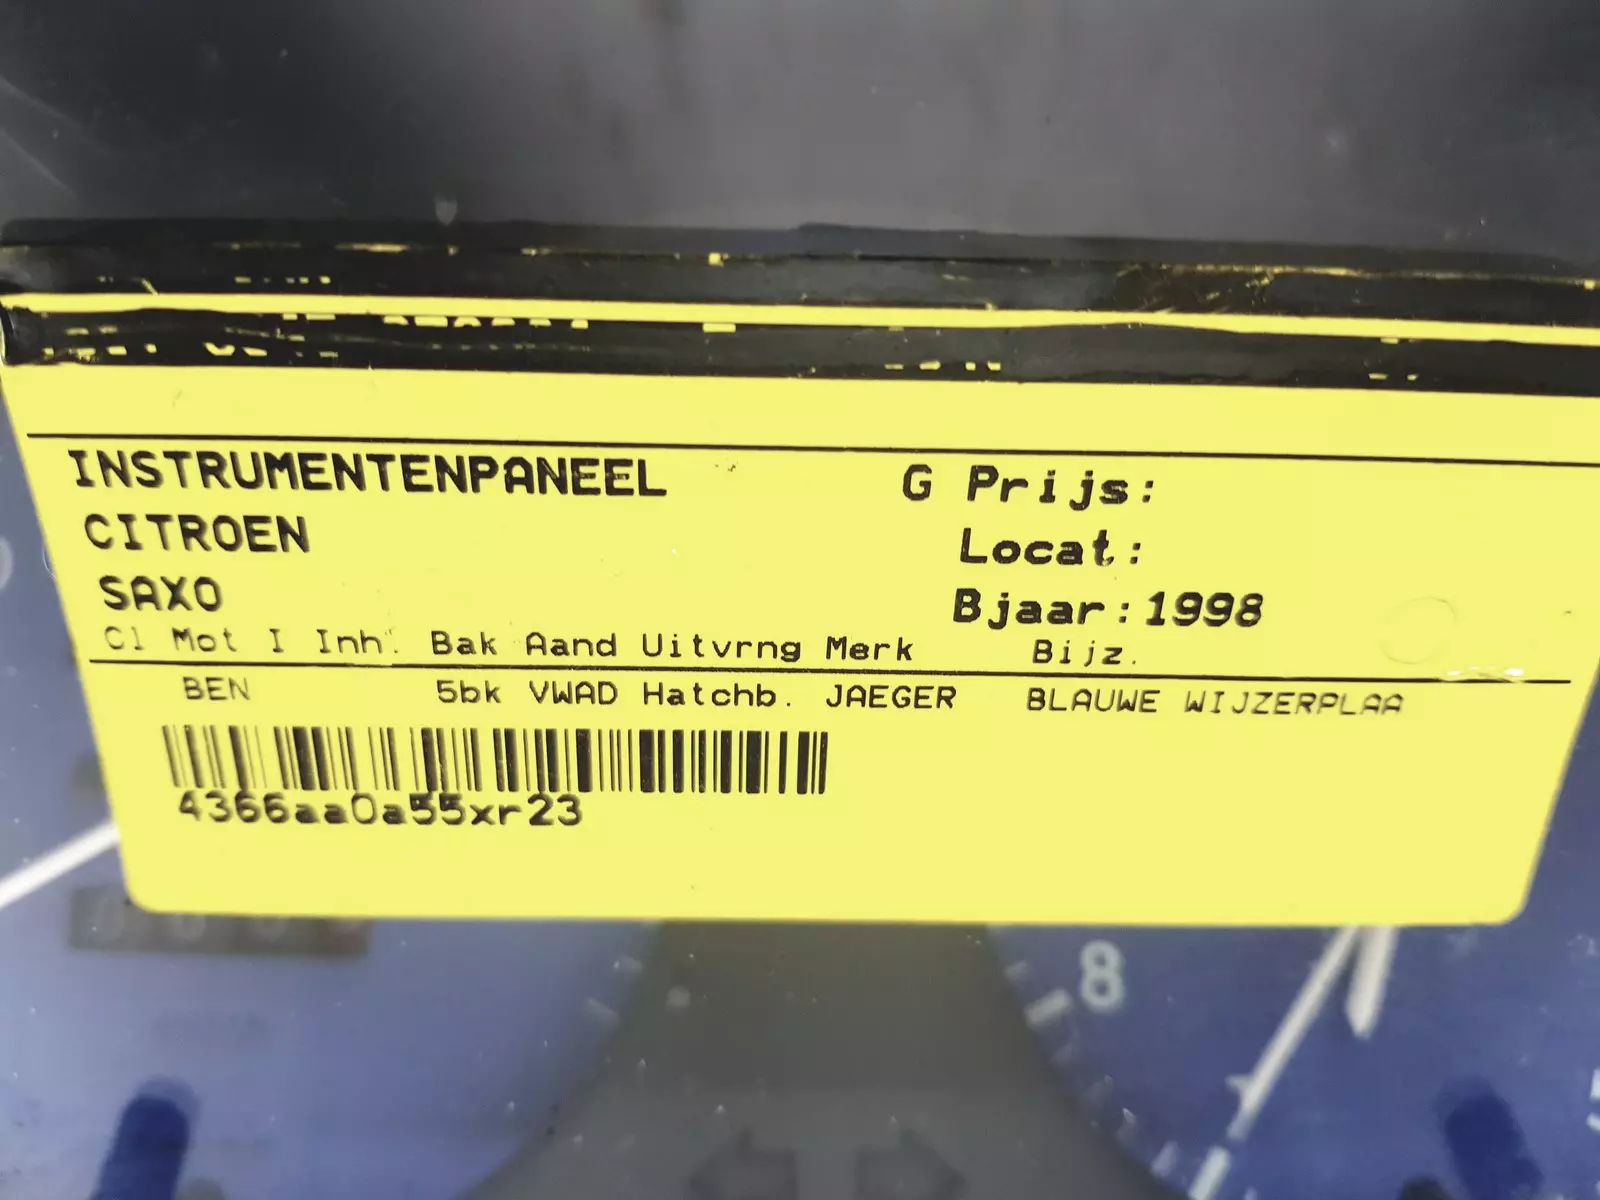 INSTRUMENTENPANEEL G Prijs:
CITROEN Locat:
SAXO Bjaar:1998
Cl Mot I Inh. Bak Aand Uitvrng Merk Bijz.
BEN 5bk VWAD Hatchb. JAEGER BLAUWE WIJZERPLAA
4366aa0a55xr23
8